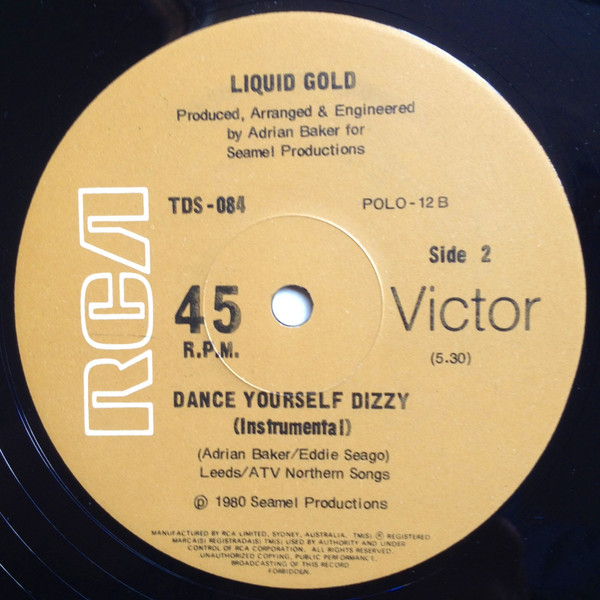 LIQUID GOLD
Produced, Arranged & Engineered
by Adrian Baker for
Seamel Productions
TDS-084
POLO-12 B
Side 2
RCA
45
R.P.M.
Victor
(5.30)
DANCE YOURSELF DIZZY
(Instrumental)
(Adrian Baker/Eddie Seago)
Leeds/ATV Northern Songs
℗ 1980 Seamel Productions
MANUFACTURED BY RCA LIMITED, SYDNEY, AUSTRALIA. TM(S) ® REGISTERED
MARCA(S) REGISTRADA(S) TM(S) USED BY AUTHORITY AND UNDER
CONTROL OF RCA CORPORATION. ALL RIGHTS RESERVED.
UNAUTHORIZED COPYING, PUBLIC PERFORMANCE,
BROADCASTING OF THIS RECORD
FORBIDDEN.